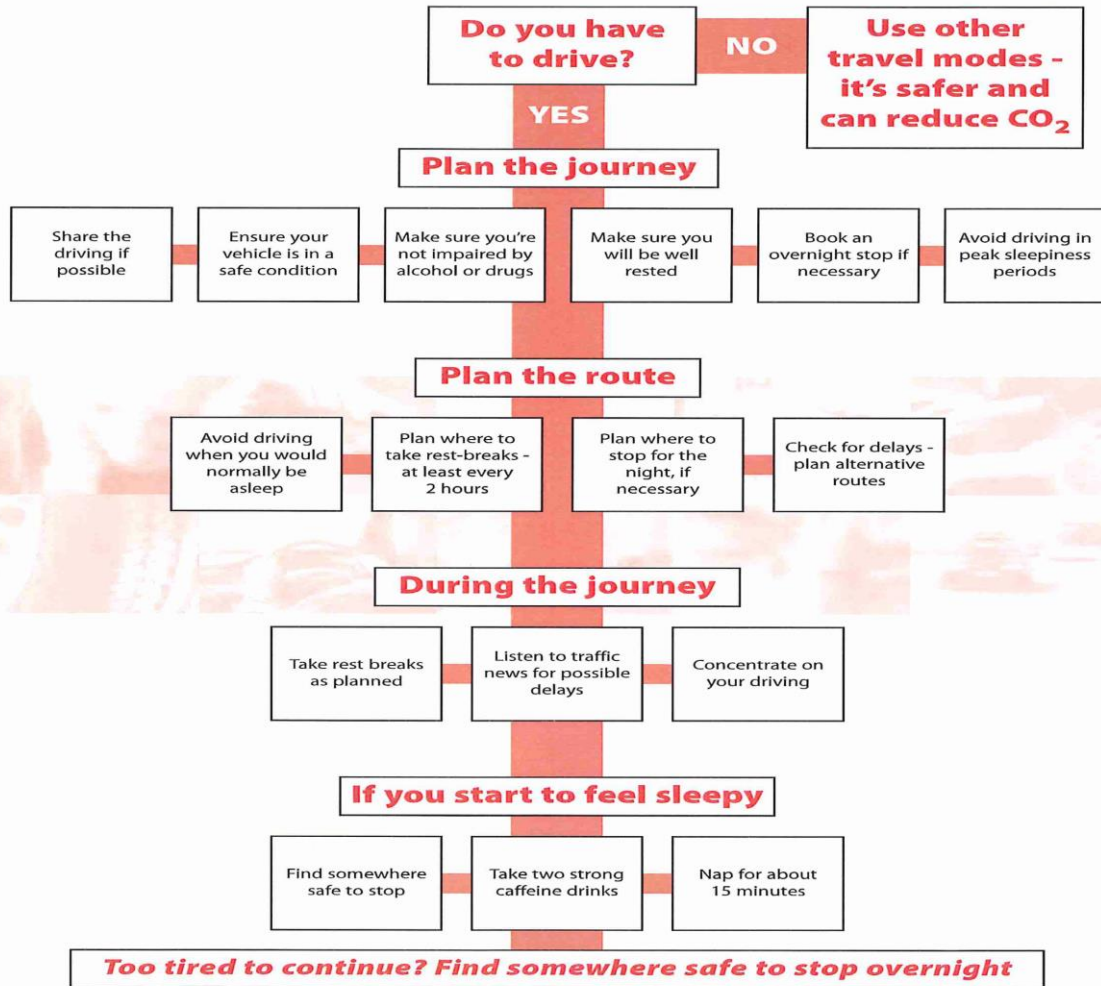 Do you have
to drive?
NO
Use other
travel modes -
it's safer and
can reduce CO₂
YES
Plan the journey
Share the
driving if
possible
Ensure your
vehicle is in a
safe condition
Make sure you're
not impaired by
alcohol or drugs
Make sure you
will be well
rested
Book an
overnight stop if
necessary
Avoid driving in
peak sleepiness
periods
Plan the route
Avoid driving
when you would
normally be
asleep
Plan where to
take rest-breaks -
at least every
2 hours
Plan where to
stop for the
night, if
necessary
Check for delays -
plan alternative
routes
During the journey
Take rest breaks
as planned
Listen to traffic
news for possible
delays
Concentrate on
your driving
If you start to feel sleepy
Find somewhere
safe to stop
Take two strong
caffeine drinks
Nap for about
15 minutes
Too tired to continue? Find somewhere safe to stop overnight